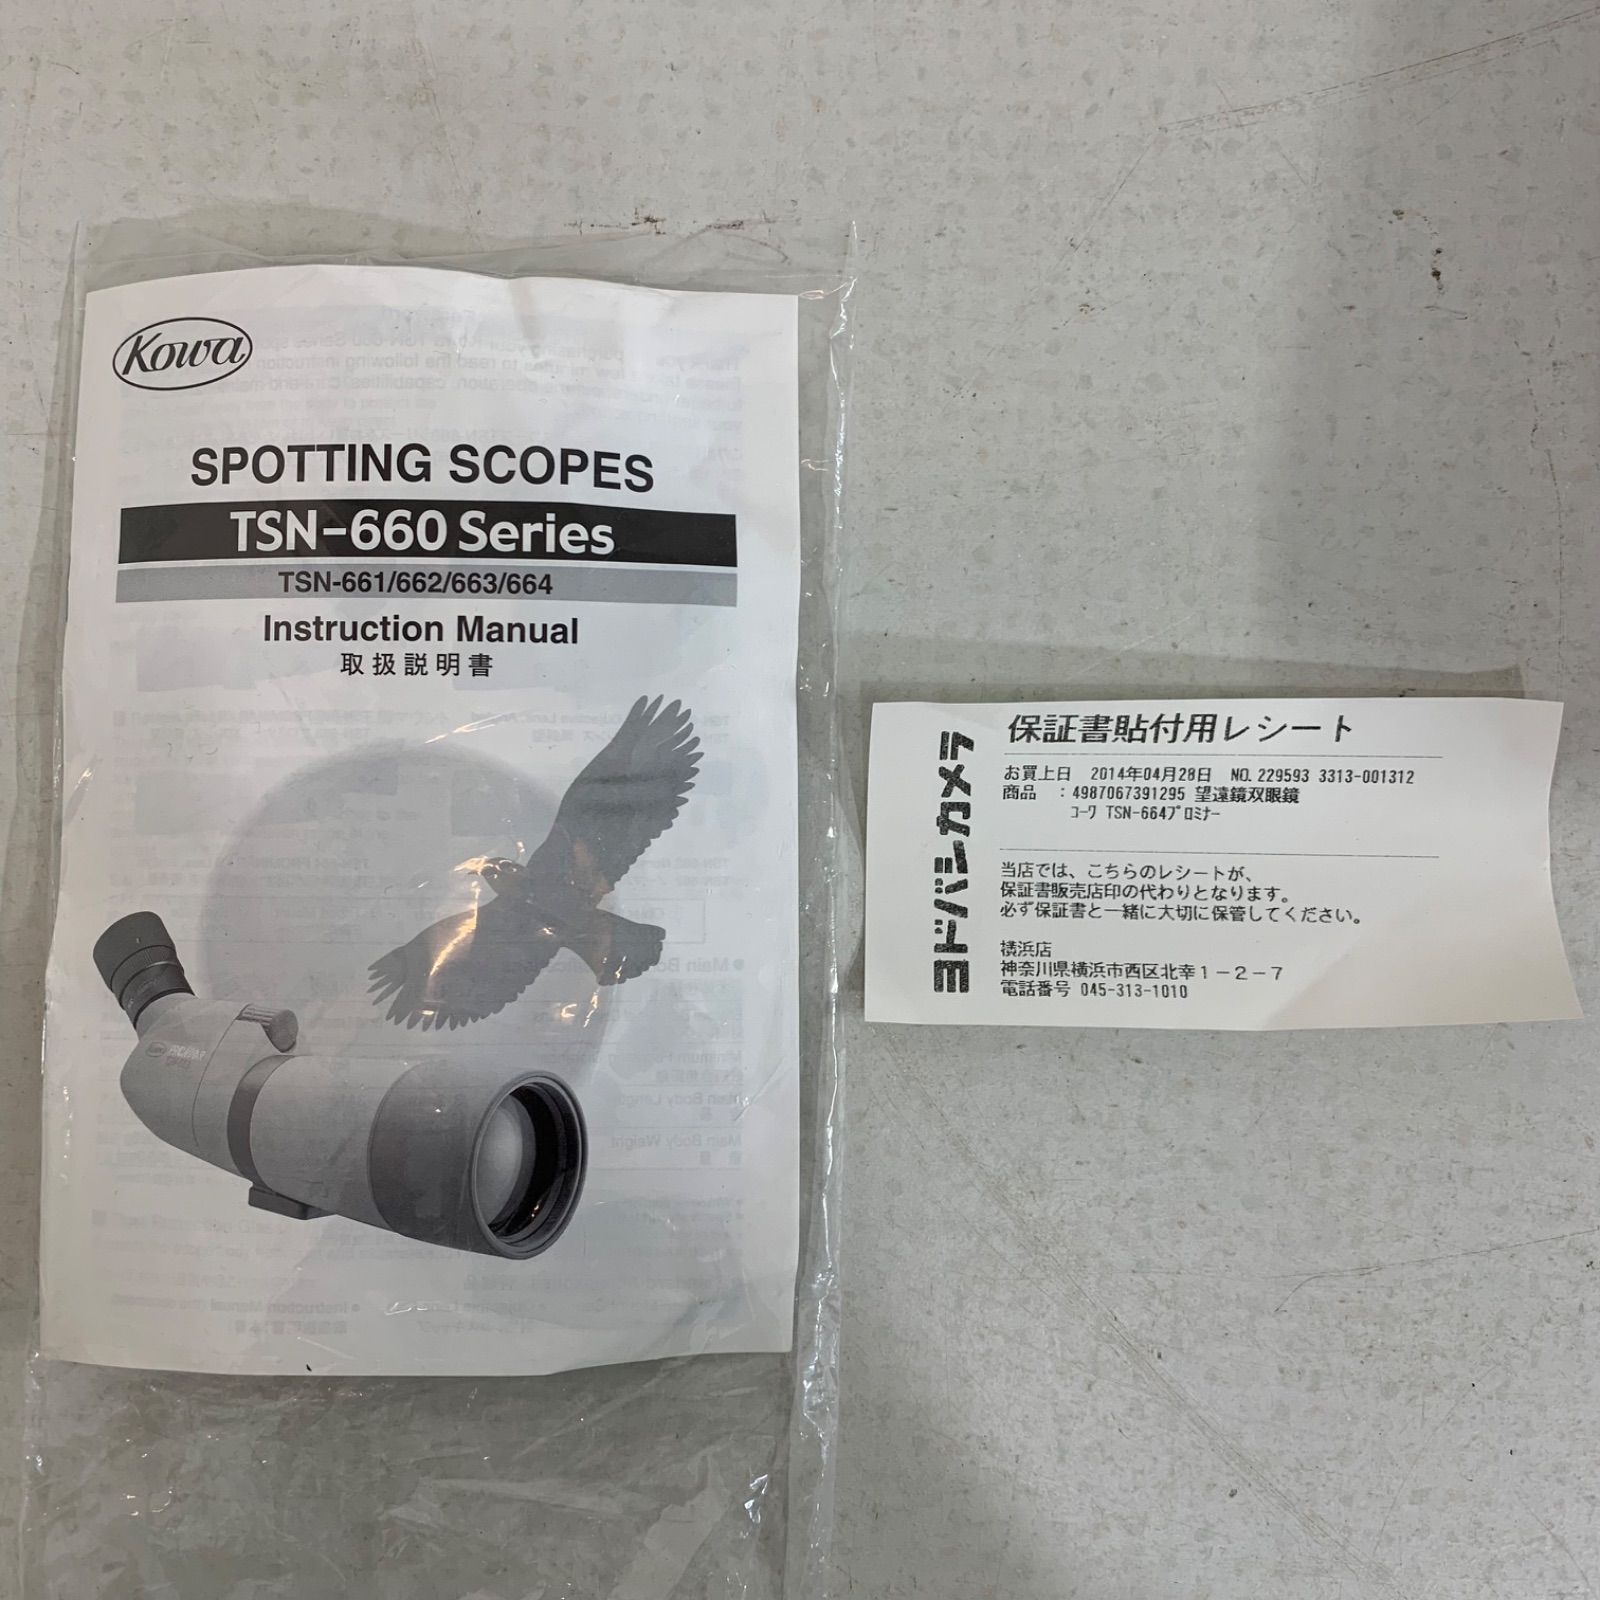 Kowa
SPOTTING SCOPES
TSN-660 Series
TSN-661/662/663/664
Instruction Manual
取扱説明書
ヨドバシカメラ
保証書貼付用レシート
お買上日 2014年04月28日 NO.229593 3313-001312
商品 :4987067391295 望遠鏡双眼鏡
コーワ TSN-664プロミナー
当店では、こちらのレシートが、
保証書販売店印の代わりとなります。
必ず保証書と一緒に大切に保管してください。
横浜店
神奈川県横浜市西区北幸1-2-7
電話番号 045-313-1010